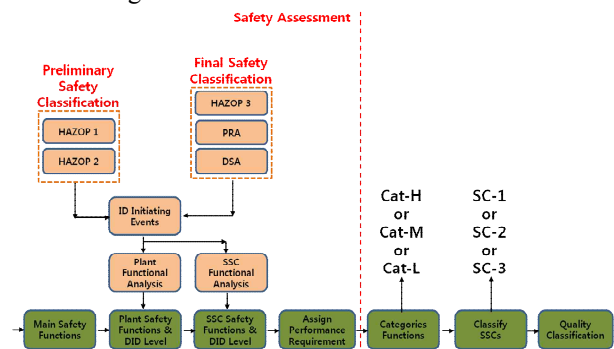 Safety Assessment
Preliminary
Safety
Classification
HAZOP 1
HAZOP 2
Final Safety
Classification
HAZOP 3
PRA
DSA
ID Initiating
Events
Plant
Functional
Analysis
SSC
Functional
Analysis
Cat-H
or
Cat-M
or
Cat-L
SC-1
or
SC-2
or
SC-3
Main Safety
Functions
Plant Safety
Functions &
DID Level
SSC Safety
Functions &
DID Level
Assign
Performance
Requirement
Categories
Functions
Classify
SSCs
Quality
Classification